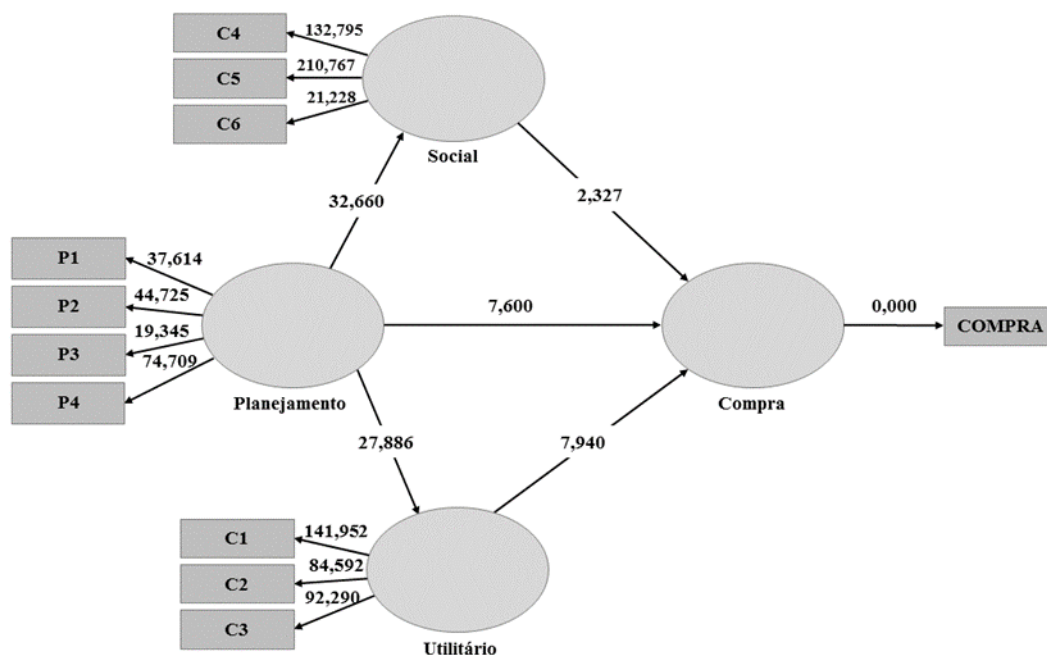 C4
132,795
C5
210,767
C6
21,228
Social
32,660
2,327
P1
37,614
P2
44,725
P3
19,345
P4
74,709
Planejamento
7,600
Compra
0,000
COMPRA
27,886
7,940
C1
141,952
C2
84,592
C3
92,290
Utilitário